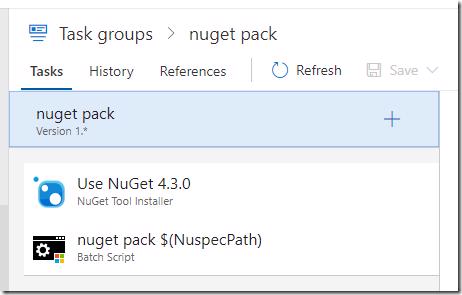 Task groups > nuget pack
Tasks History References Refresh Save
nuget pack
Version 1.*
Use NuGet 4.3.0
NuGet Tool Installer
nuget pack $(NuspecPath)
Batch Script